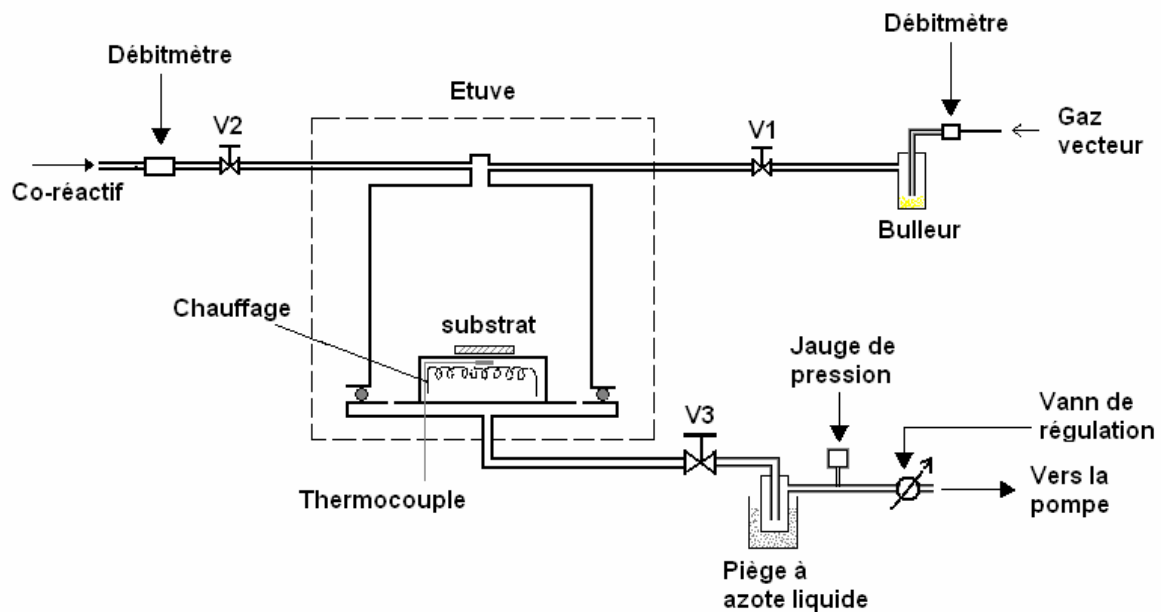 Débitmètre
Débitmètre
Etuve
V2
V1
Gaz
vecteur
Co-réactif
Bulleur
Chauffage
substrat
Jauge de
pression
Vann de
régulation
V3
Thermocouple
Vers la
pompe
Piège à
azote liquide